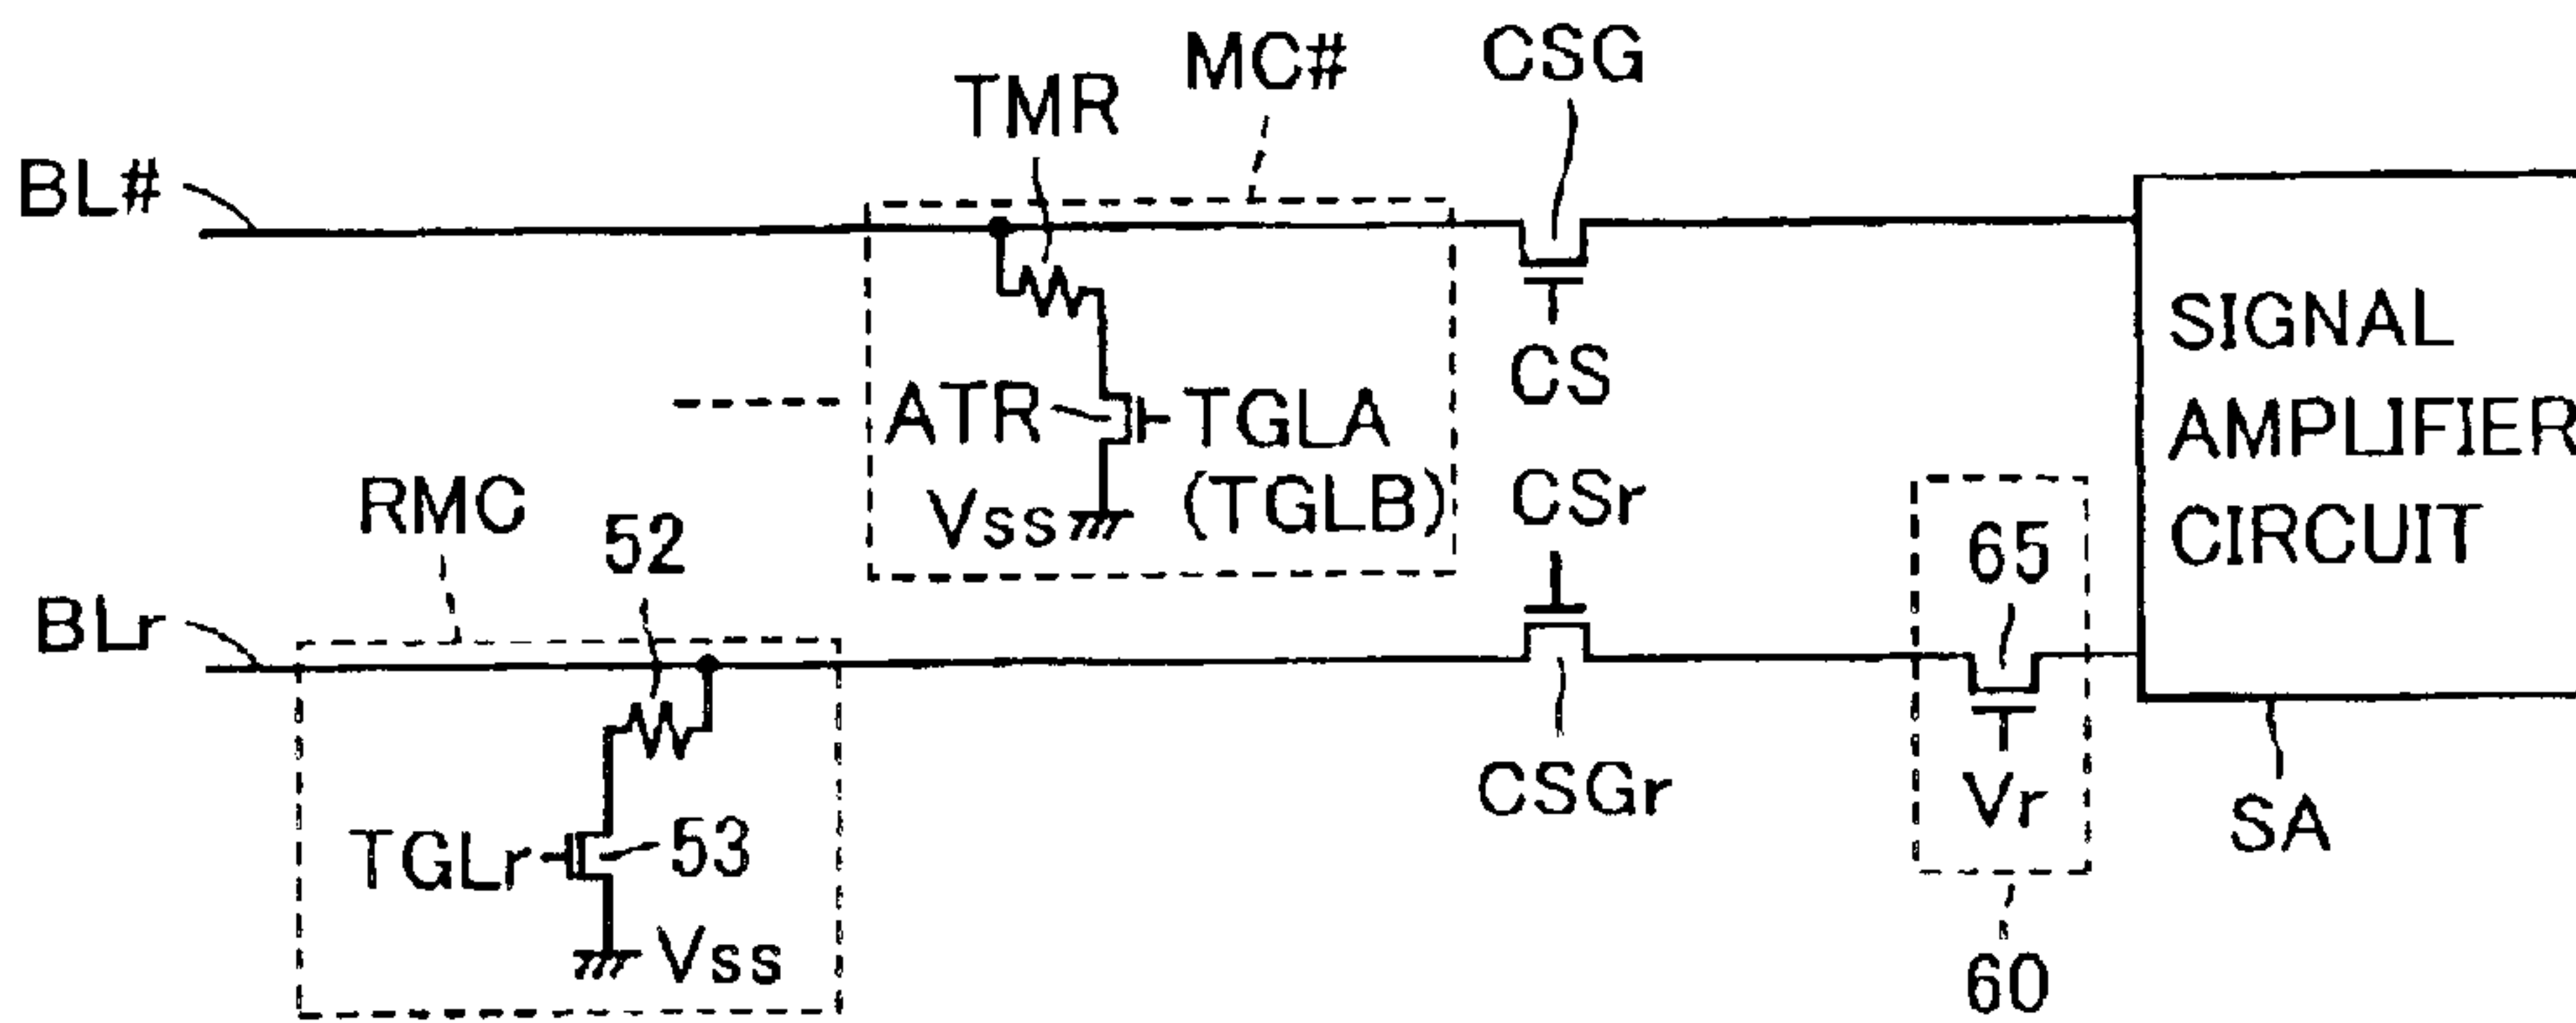 MC#
CSG
TMR
BL#
SIGNAL
AMPLIFIER
CIRCUIT
CS
ATR
TGLA
(TGLB)
Vss
CSr
RMC
52
65
BLr
CSGr
Vr
SA
TGLr
53
Vss
60